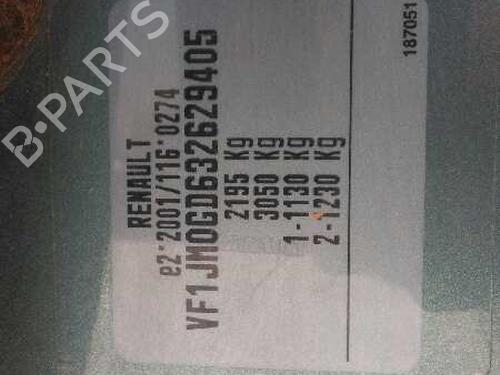 RENAULT
e2*2001/116*0274
VF1JM0GD632629405
2195 Kg
3050 Kg
1-1130 Kg
2-1230 Kg
187051
B-PARTS